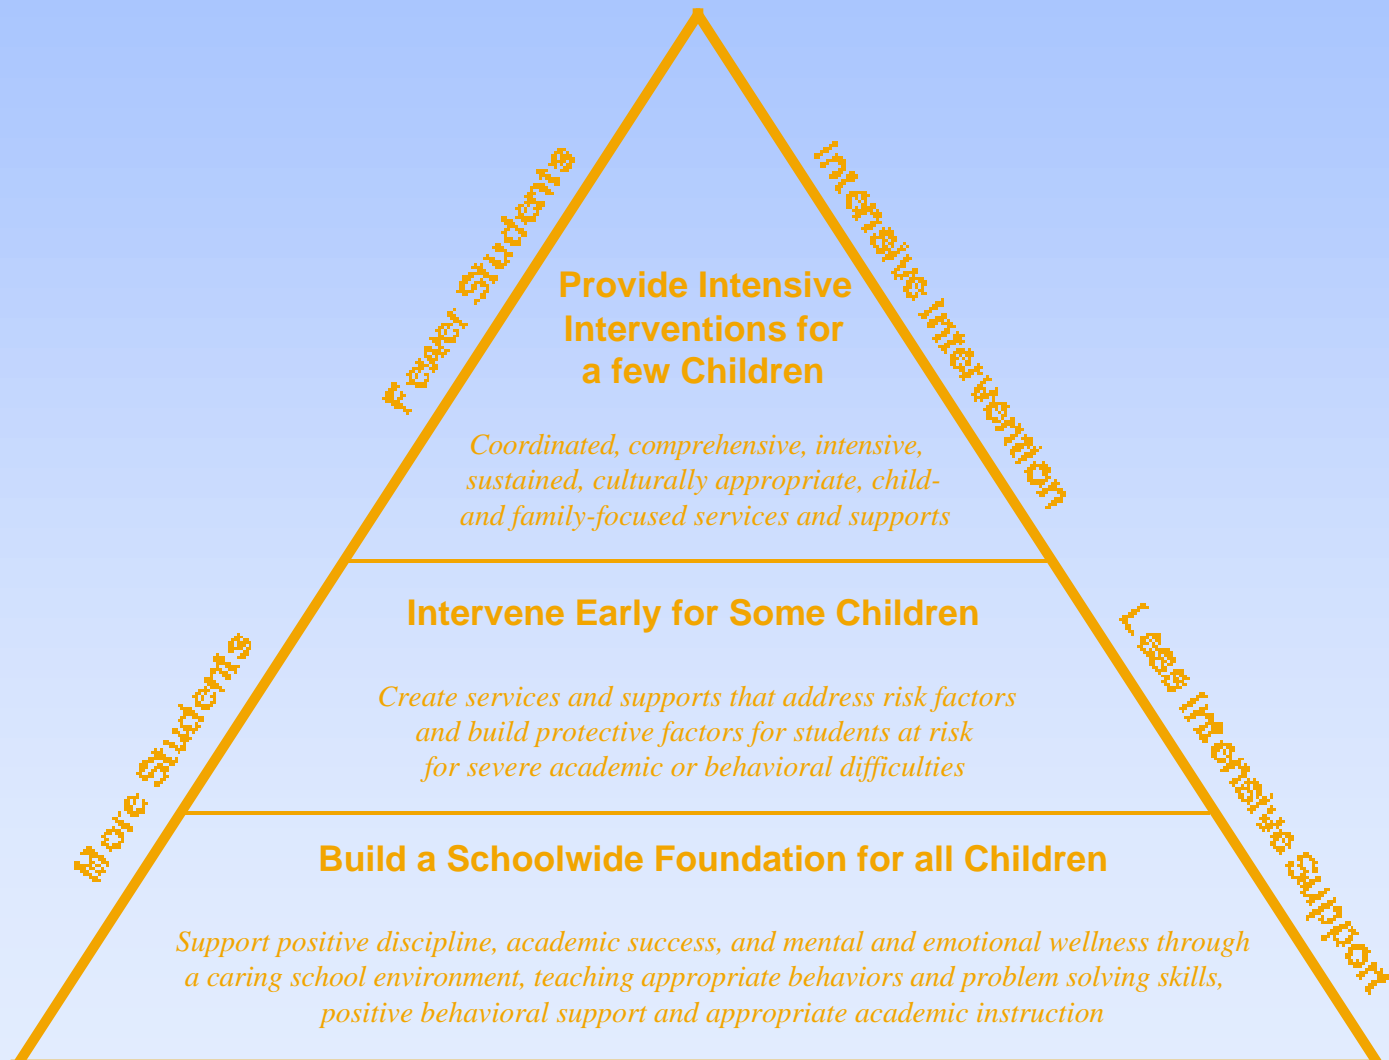 Fewer Students
Intensive Intervention
Provide Intensive
Interventions for
a few Children
Coordinated, comprehensive, intensive,
sustained, culturally appropriate, child-
and family-focused services and supports
More Students
Less Intensive Support
Intervene Early for Some Children
Create services and supports that address risk factors
and build protective factors for students at risk
for severe academic or behavioral difficulties
Build a Schoolwide Foundation for all Children
Support positive discipline, academic success, and mental and emotional wellness through
a caring school environment, teaching appropriate behaviors and problem solving skills,
positive behavioral support and appropriate academic instruction